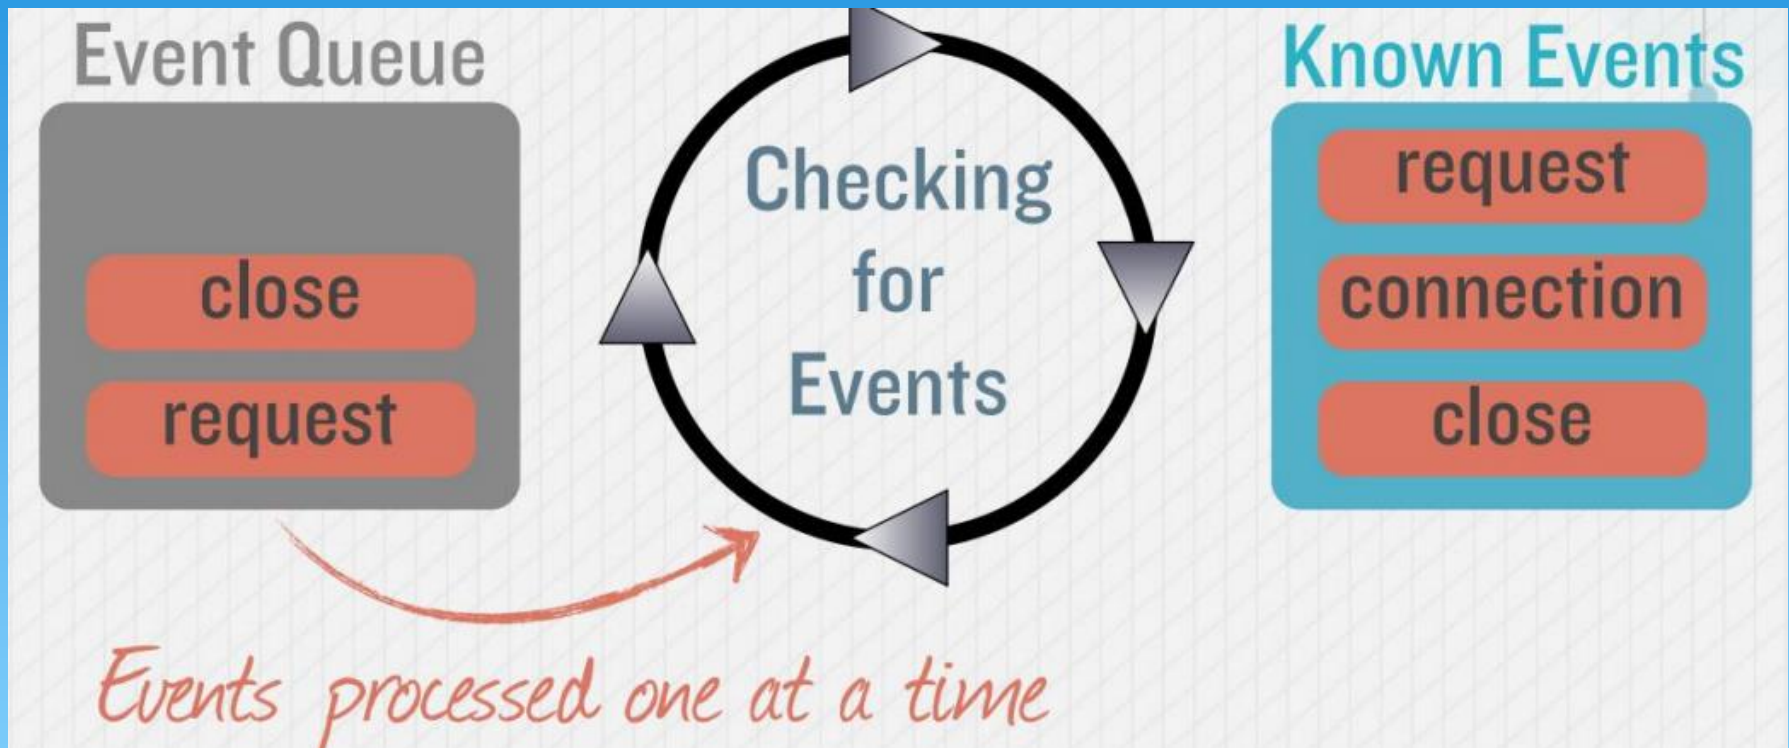 Event Queue
close
request
Checking
for
Events
Known Events
request
connection
close
Events processed one at a time